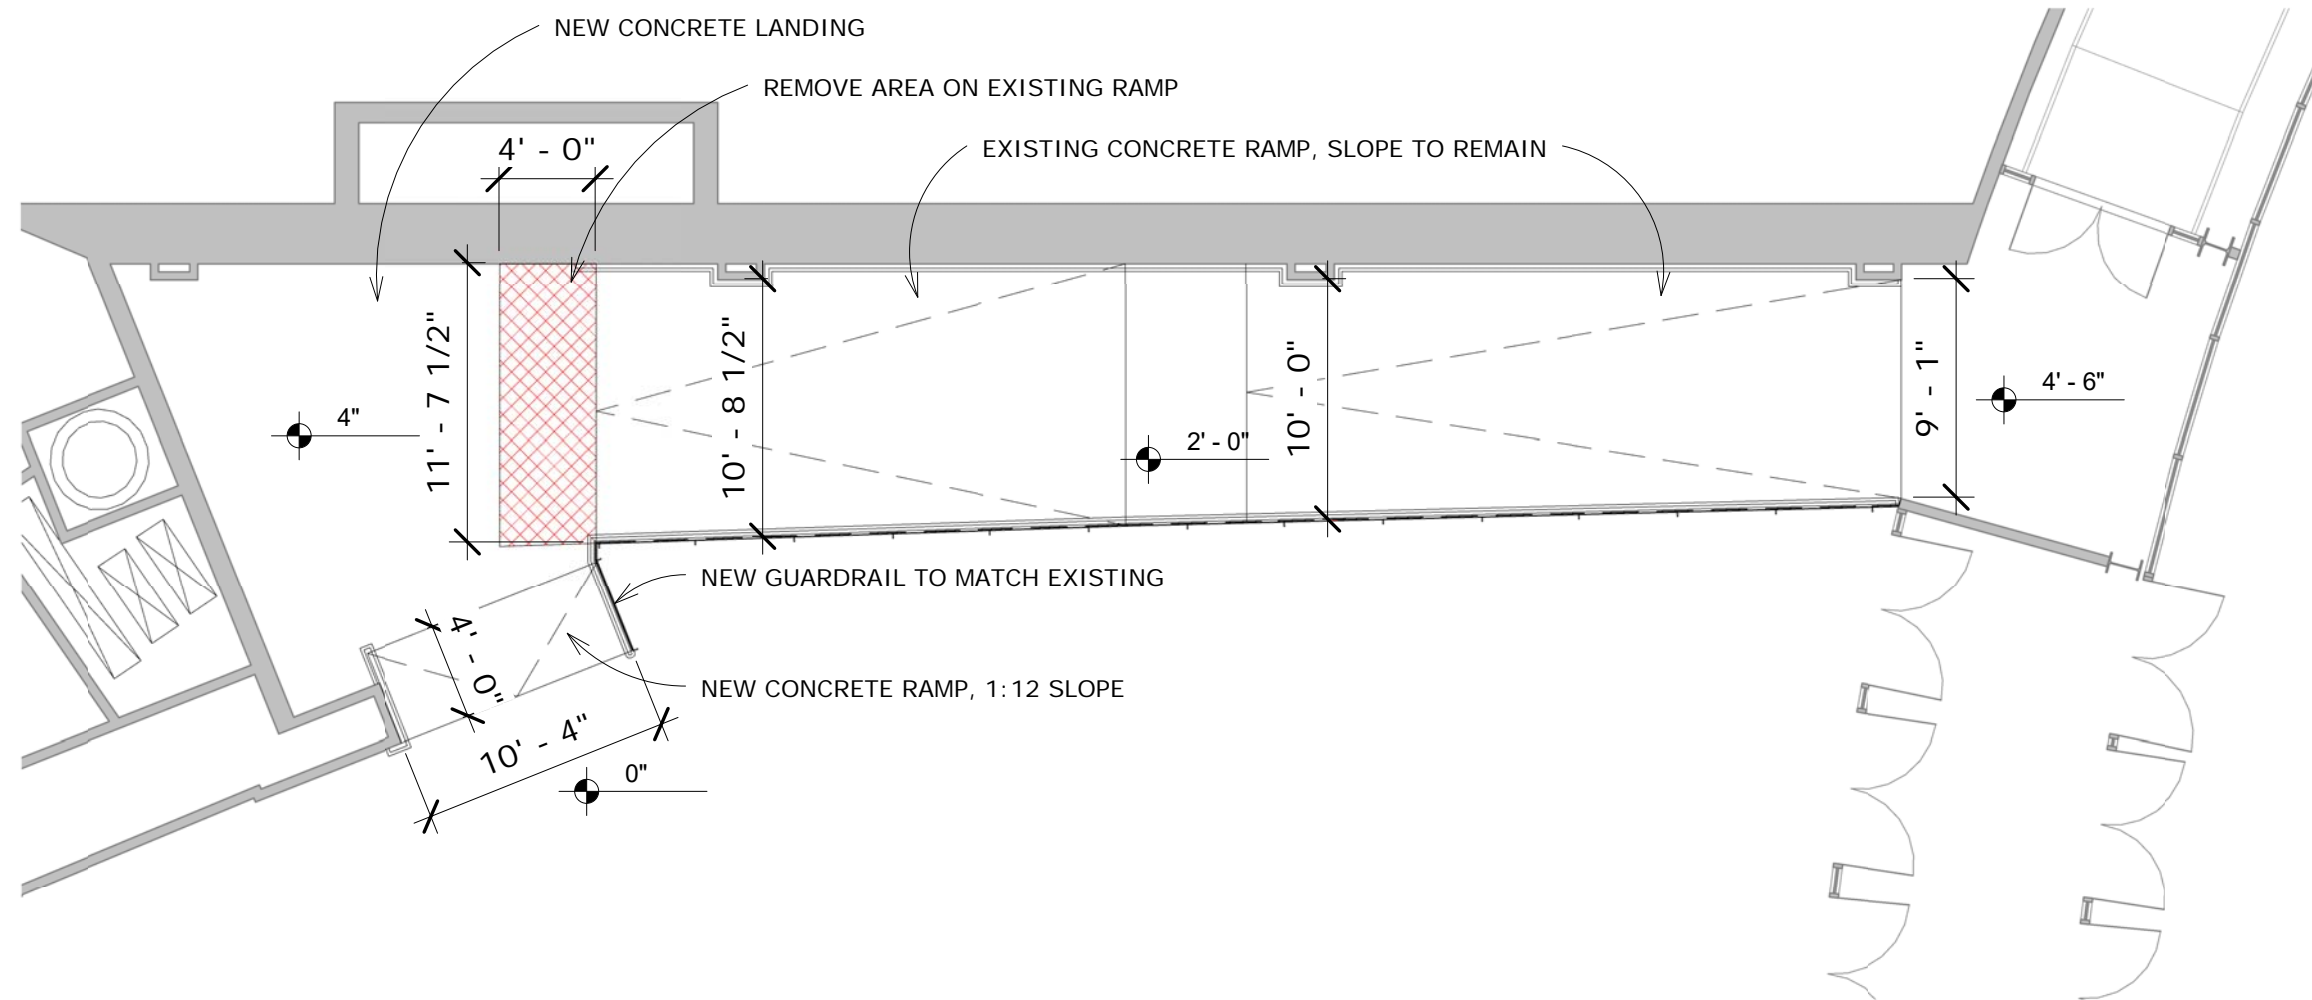 NEW CONCRETE LANDING
REMOVE AREA ON EXISTING RAMP
4' - 0"
EXISTING CONCRETE RAMP, SLOPE TO REMAIN
11' - 7 1/2"
10' - 8 1/2"
10' - 0"
9' - 1"
4' - 6"
4"
2' - 0"
NEW GUARDRAIL TO MATCH EXISTING
4' - 0"
NEW CONCRETE RAMP, 1:12 SLOPE
10' - 4"
0"